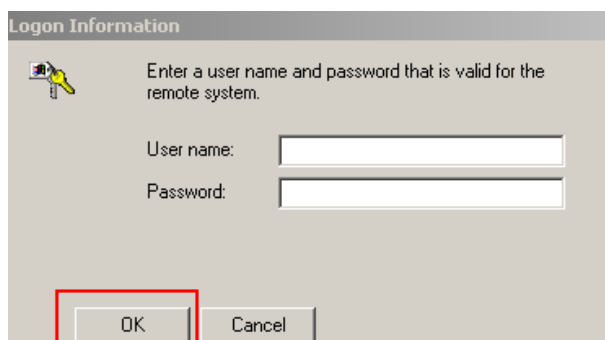 Logon Information
Enter a user name and password that is valid for the
remote system.
User name:
Password:
OK
Cancel